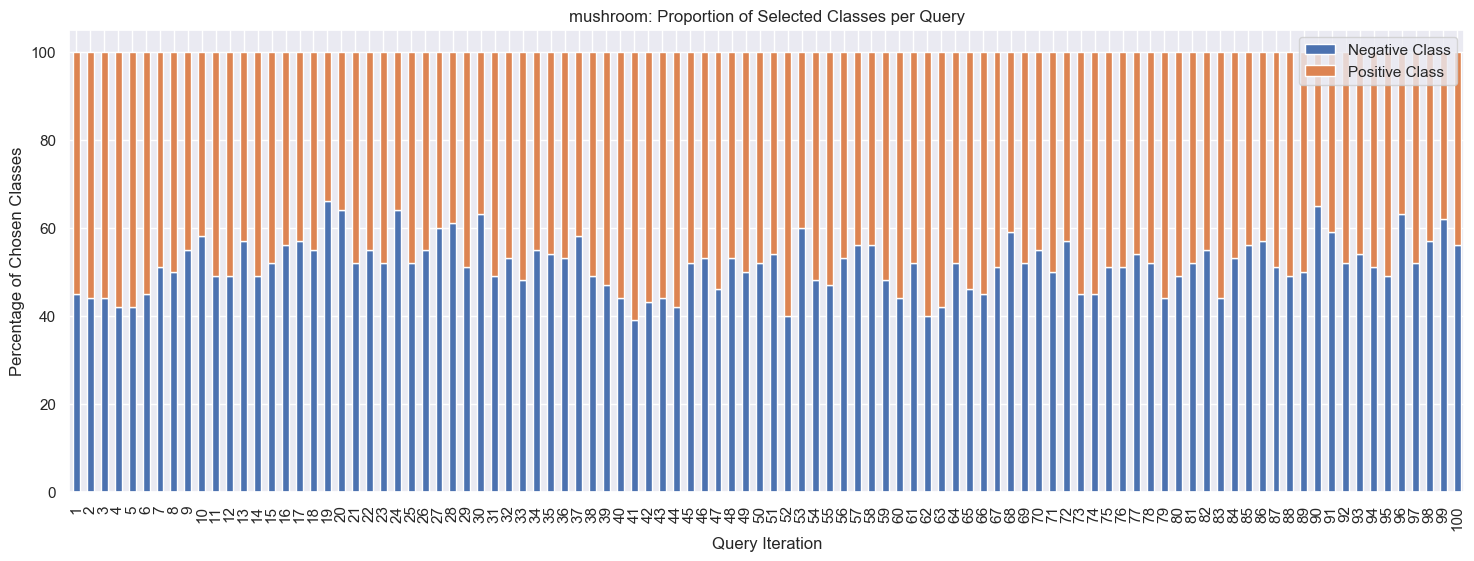 mushroom: Proportion of Selected Classes per Query
Negative Class
Positive Class
Percentage of Chosen Classes
100
80
60
40
20
0
1 2 3 4 5 6 7 8 9 10 11 12 13 14 15 16 17 18 19 20 21 22 23 24 25 26 27 28 29 30 31 32 33 34 35 36 37 38 39 40 41 42 43 44 45 46 47 48 49 50 51 52 53 54 55 56 57 58 59 60 61 62 63 64 65 66 67 68 69 70 71 72 73 74 75 76 77 78 79 80 81 82 83 84 85 86 87 88 89 90 91 92 93 94 95 96 97 98 99 100
Query Iteration